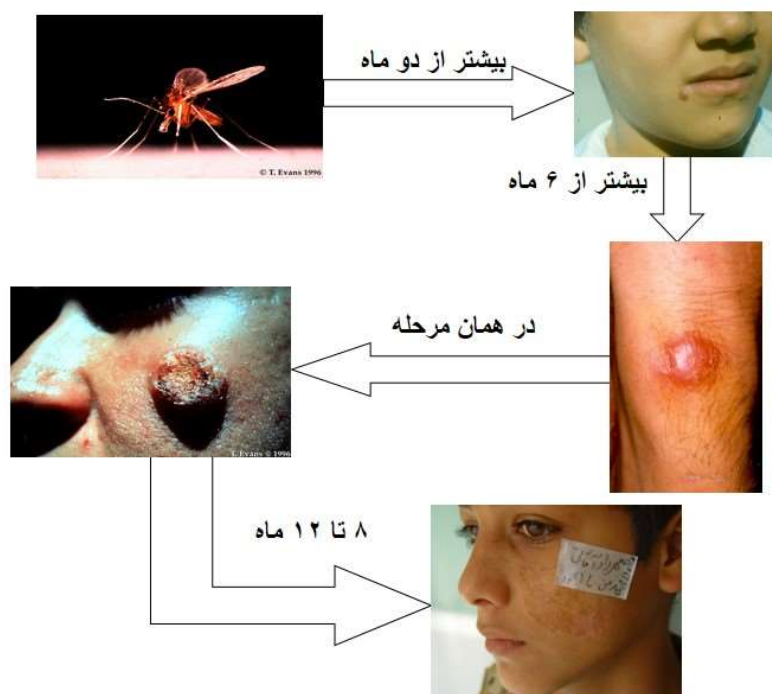 بیشتر از دو ماه
© T. Evans 1996
بیشتر از ۶ ماه
در همان مرحله
T. Evans © 1996
۸ تا ۱۲ ماه